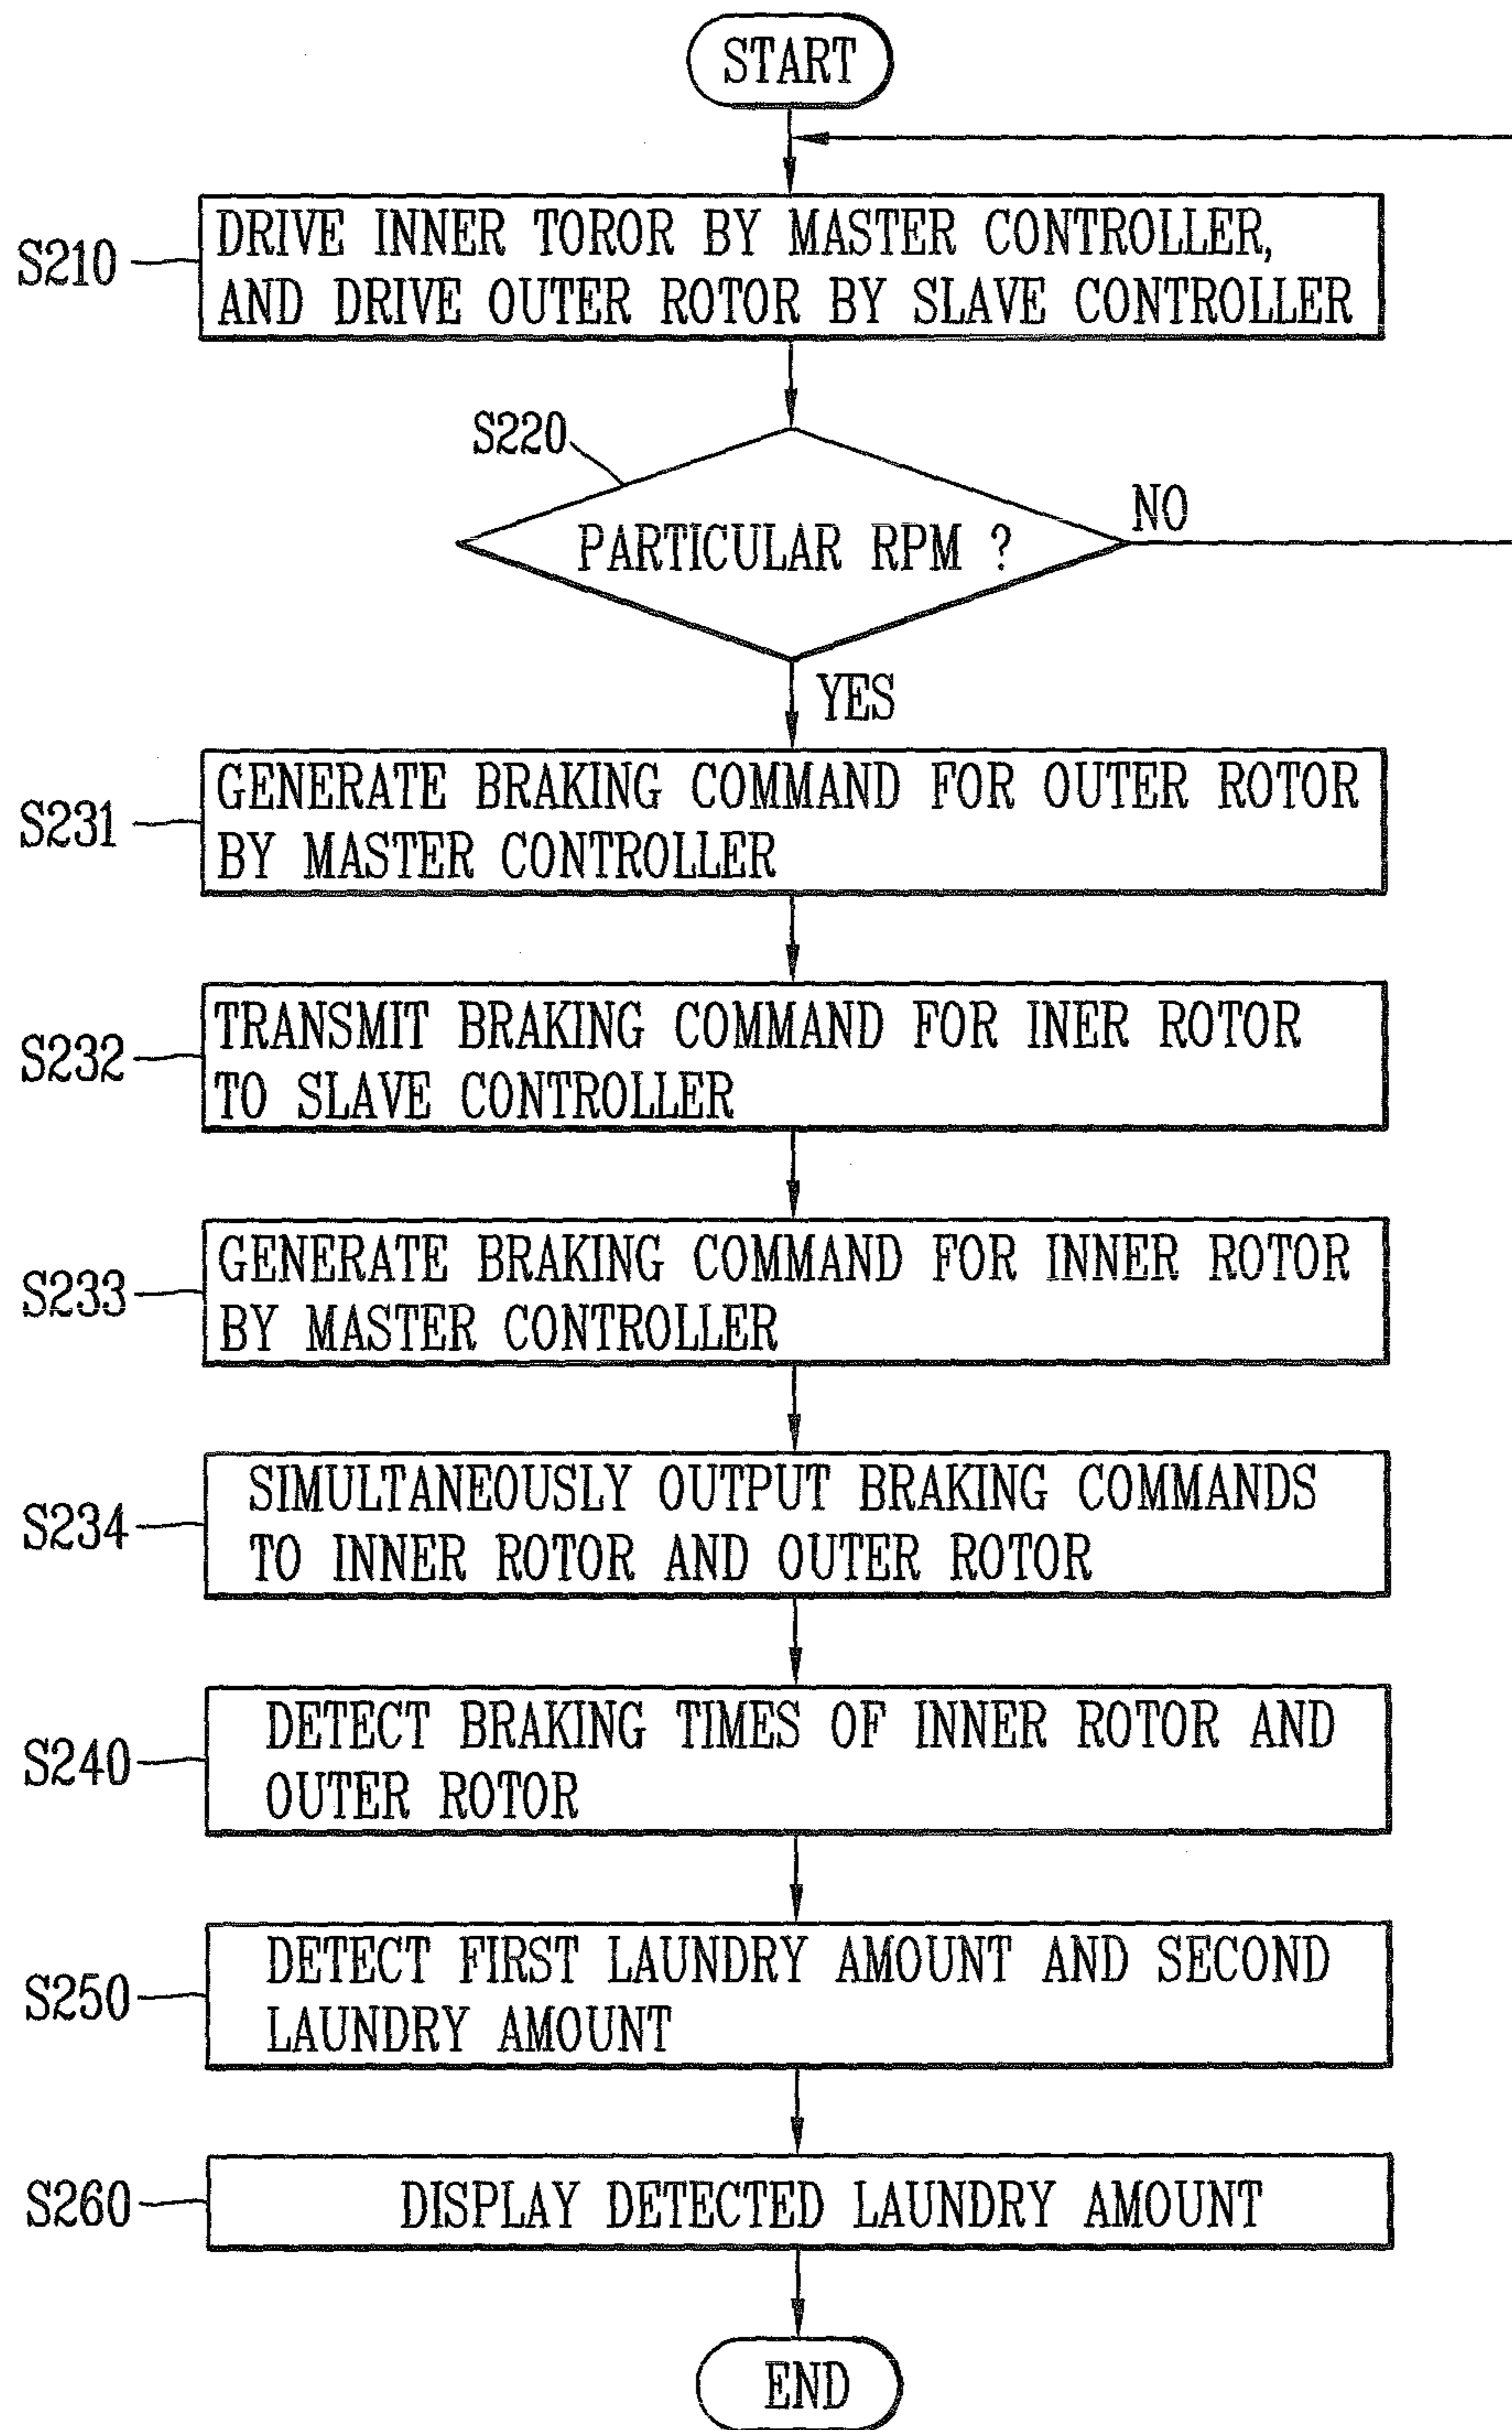 START
S210
DRIVE INNER TOROR BY MASTER CONTROLLER,
AND DRIVE OUTER ROTOR BY SLAVE CONTROLLER
S220
PARTICULAR RPM ?
NO
YES
S231
GENERATE BRAKING COMMAND FOR OUTER ROTOR
BY MASTER CONTROLLER
S232
TRANSMIT BRAKING COMMAND FOR INER ROTOR
TO SLAVE CONTROLLER
S233
GENERATE BRAKING COMMAND FOR INNER ROTOR
BY MASTER CONTROLLER
S234
SIMULTANEOUSLY OUTPUT BRAKING COMMANDS
TO INNER ROTOR AND OUTER ROTOR
S240
DETECT BRAKING TIMES OF INNER ROTOR AND
OUTER ROTOR
S250
DETECT FIRST LAUNDRY AMOUNT AND SECOND
LAUNDRY AMOUNT
S260
DISPLAY DETECTED LAUNDRY AMOUNT
END